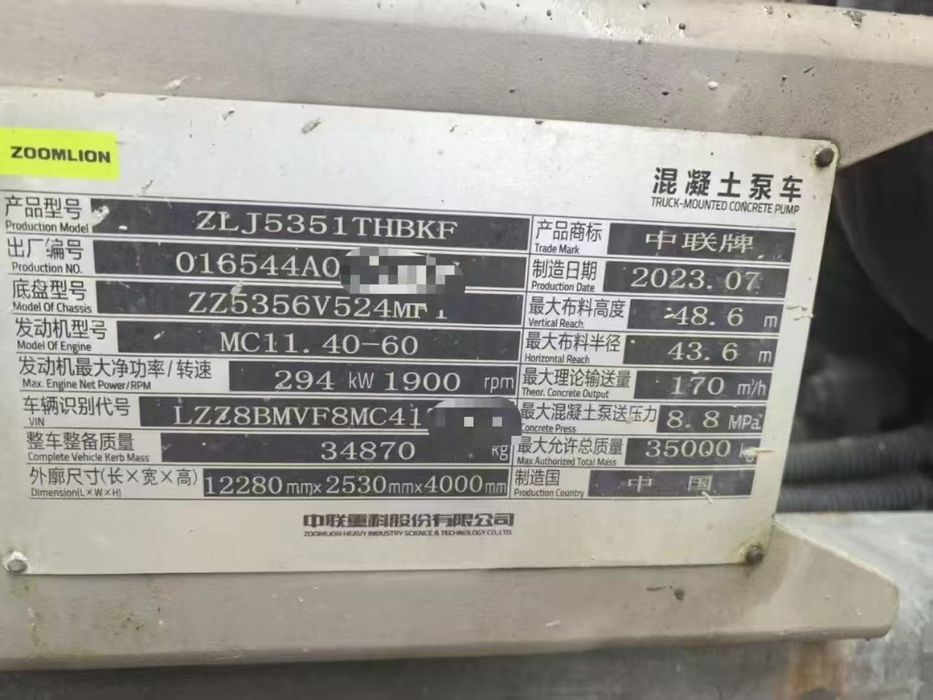 ZOOMLION
混凝土泵车
TRUCK-MOUNTED CONCRETE PUMP
产品型号 ZLJ5351THBKF
Production Model
出厂编号 016544A0
Production NO.
底盘型号 ZZ5356V524MF1
Model Of Chassis
发动机型号 MC11.40-60
Model Of Engine
发动机最大净功率/转速 294 kW 1900 rpm
Max. Engine Net Power/RPM
车辆识别代号 LZZ8BMVF8MC41
VIN
整车整备质量 34870 kg
Complete Vehicle Kerb Mass
外廓尺寸(长×宽×高) 12280mm×2530mm×4000mm
Dimension(L×W×H)
产品商标 中联牌
Trade Mark
制造日期 2023.07
Production Date
最大布料高度 48.6 m
Vertical Reach
最大布料半径 43.6 m
Horizontal Reach
最大理论输送量 170 m³/h
Theor. Concrete Output
最大混凝土泵送压力 8.8 MPa
Concrete Press
最大允许总质量 35000 kg
Max Authorized Total Mass
制造国 中国
Production Country
中联重科股份有限公司
ZOOMLION HEAVY INDUSTRY SCIENCE & TECHNOLOGY CO.,LTD.